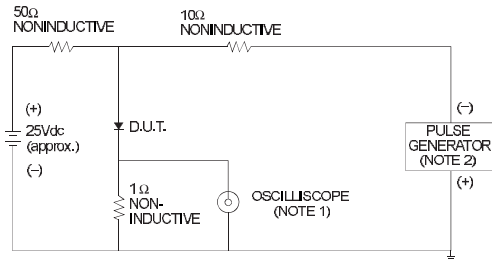 50Ω
NONINDUCTIVE
10Ω
NONINDUCTIVE
(+)
25Vdc
(approx.)
(−)
D.U.T.
1Ω
NON-
INDUCTIVE
OSCILLISCOPE
(NOTE 1)
(−)
PULSE
GENERATOR
(NOTE 2)
(+)